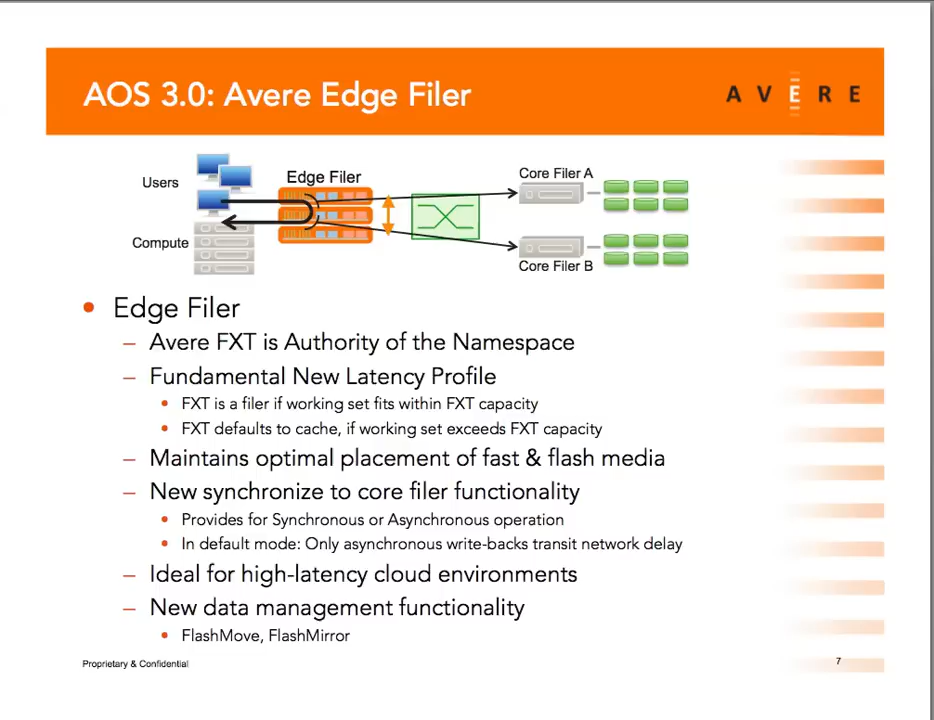 AOS 3.0: Avere Edge Filer
AVERE
Users
Compute
Edge Filer
Core Filer A
Core Filer B
• Edge Filer
– Avere FXT is Authority of the Namespace
– Fundamental New Latency Profile
• FXT is a filer if working set fits within FXT capacity
• FXT defaults to cache, if working set exceeds FXT capacity
– Maintains optimal placement of fast & flash media
– New synchronize to core filer functionality
• Provides for Synchronous or Asynchronous operation
• In default mode: Only asynchronous write-backs transit network delay
– Ideal for high-latency cloud environments
– New data management functionality
• FlashMove, FlashMirror
Proprietary & Confidential
7